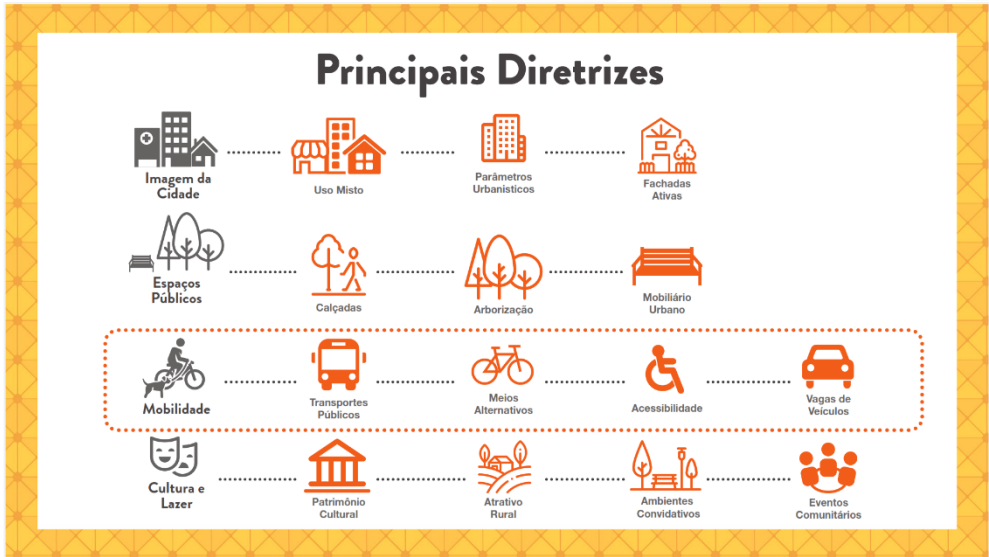 Principais Diretrizes
Imagem da
Cidade
Uso Misto
Parâmetros
Urbanisticos
Fachadas
Ativas
Espaços
Públicos
Calçadas
Arborização
Mobiliário
Urbano
Mobilidade
Transportes
Públicos
Meios
Alternativos
Acessibilidade
Vagas de
Veículos
Cultura e
Lazer
Patrimônio
Cultural
Atrativo
Rural
Ambientes
Convidativos
Eventos
Comunitários